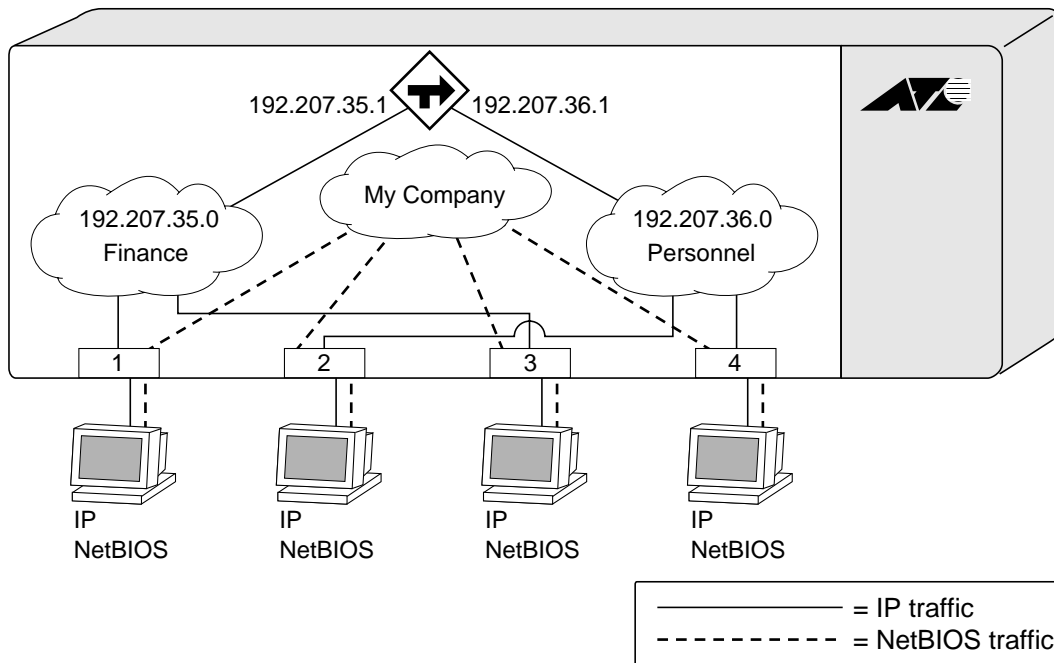 192.207.35.1
192.207.36.1
My Company
192.207.35.0
Finance
192.207.36.0
Personnel
1
2
3
4
IP
NetBIOS
IP
NetBIOS
IP
NetBIOS
IP
NetBIOS
= IP traffic
= NetBIOS traffic